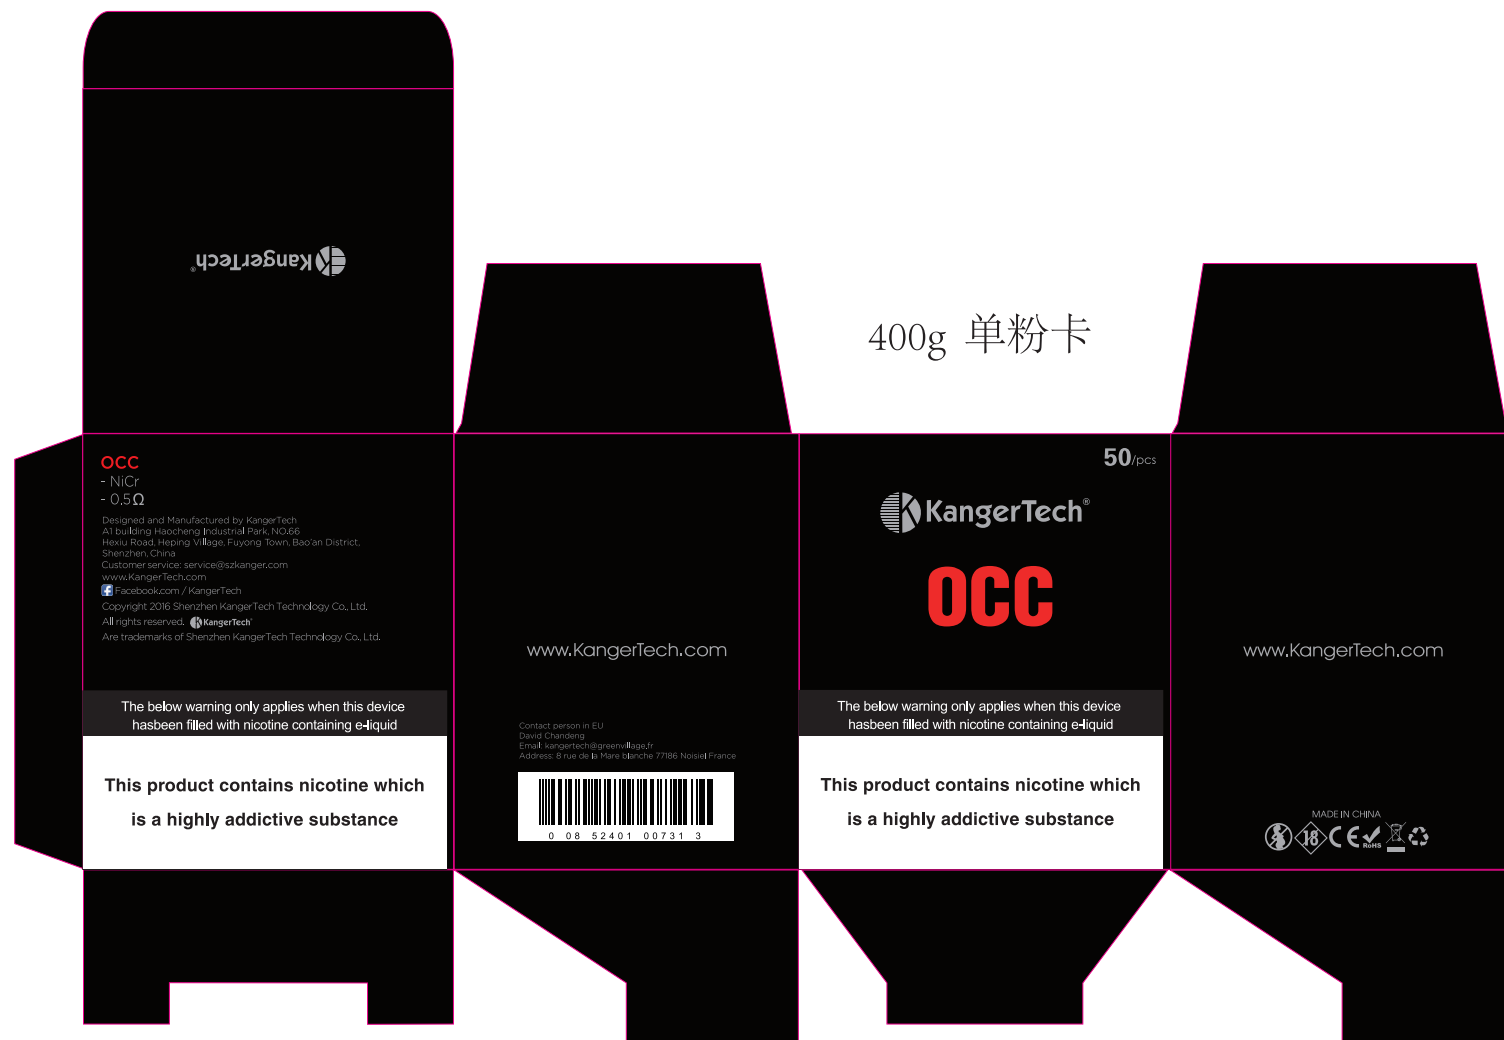 KangerTech®
400g 单粉卡
OCC
- NiCr
- 0.5Ω
Designed and Manufactured by KangerTech
A1 building Haocheng Industrial Park, NO.66
Hexiu Road, Heping Village, Fuyong Town, Bao'an District,
Shenzhen, China
Customer service: service@szkanger.com
www.KangerTech.com
Facebook.com / KangerTech
Copyright 2016 Shenzhen KangerTech Technology Co., Ltd.
All rights reserved. KangerTech®
Are trademarks of Shenzhen KangerTech Technology Co., Ltd.
The below warning only applies when this device
hasbeen filled with nicotine containing e-liquid
This product contains nicotine which
is a highly addictive substance
www.KangerTech.com
Contact person in EU
David Chandeng
Email: kangertech@greenvillage.fr
Address: 8 rue de la Mare blanche 77186 Noisiel France
0 08 52401 00731 3
50/pcs
KangerTech®
OCC
The below warning only applies when this device
hasbeen filled with nicotine containing e-liquid
This product contains nicotine which
is a highly addictive substance
www.KangerTech.com
MADE IN CHINA
18 CE RoHS